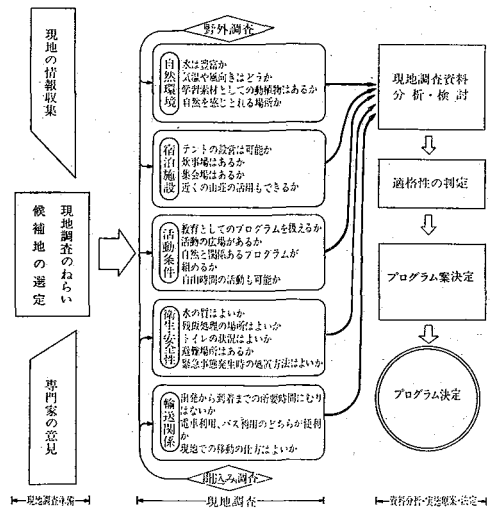 現地の情報収集
現地調査のねらい
候補地の選定
専門家の意見
野外調査
自然環境
水は豊富か
気温や風向きはどうか
学習素材としての動植物はあるか
自然を感じとれる場所か
宿泊施設
テントの設営は可能か
炊事場はあるか
集会場はあるか
近くの山荘の活用もできるか
活動条件
教育としてのプログラムを扱えるか
活動の広場があるか
自然と関係あるプログラムが
組めるか
自由時間の活動も可能か
衛生・安全性
水の質はよいか
残飯処理の場所はよいか
トイレの状況はよいか
避難場所はあるか
緊急事態発生時の処置方法はよいか
輸送関係
出発から到着までの所要時間にむり
はないか
電車利用、バス利用のどちらが便利
か
現地での移動の仕方はよいか
聞込み調査
現地調査資料
分析・検討
適格性の判定
プログラム案決定
プログラム決定
現地調査準備
現地調査
資料分析・実施原案・決定